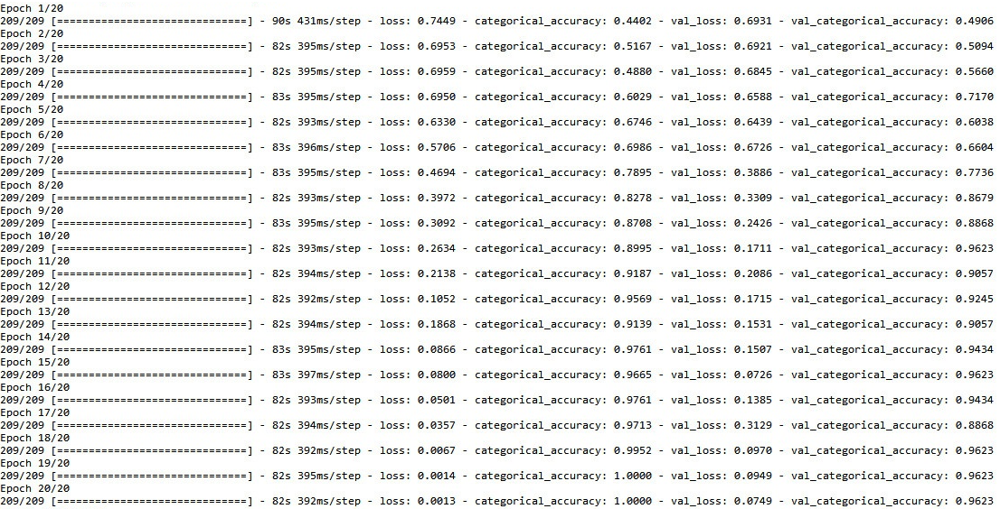 Epoch 1/20
209/209 [==============================] - 90s 431ms/step - loss: 0.7449 - categorical_accuracy: 0.4402 - val_loss: 0.6931 - val_categorical_accuracy: 0.4906
Epoch 2/20
209/209 [==============================] - 82s 395ms/step - loss: 0.6953 - categorical_accuracy: 0.5167 - val_loss: 0.6921 - val_categorical_accuracy: 0.5094
Epoch 3/20
209/209 [==============================] - 82s 395ms/step - loss: 0.6959 - categorical_accuracy: 0.4880 - val_loss: 0.6845 - val_categorical_accuracy: 0.5660
Epoch 4/20
209/209 [==============================] - 83s 395ms/step - loss: 0.6950 - categorical_accuracy: 0.6029 - val_loss: 0.6588 - val_categorical_accuracy: 0.7170
Epoch 5/20
209/209 [==============================] - 82s 393ms/step - loss: 0.6330 - categorical_accuracy: 0.6746 - val_loss: 0.6439 - val_categorical_accuracy: 0.6038
Epoch 6/20
209/209 [==============================] - 83s 396ms/step - loss: 0.5706 - categorical_accuracy: 0.6986 - val_loss: 0.6726 - val_categorical_accuracy: 0.6604
Epoch 7/20
209/209 [==============================] - 83s 395ms/step - loss: 0.4694 - categorical_accuracy: 0.7895 - val_loss: 0.3886 - val_categorical_accuracy: 0.7736
Epoch 8/20
209/209 [==============================] - 82s 393ms/step - loss: 0.3972 - categorical_accuracy: 0.8278 - val_loss: 0.3309 - val_categorical_accuracy: 0.8679
Epoch 9/20
209/209 [==============================] - 83s 395ms/step - loss: 0.3092 - categorical_accuracy: 0.8708 - val_loss: 0.2426 - val_categorical_accuracy: 0.8868
Epoch 10/20
209/209 [==============================] - 82s 393ms/step - loss: 0.2634 - categorical_accuracy: 0.8995 - val_loss: 0.1711 - val_categorical_accuracy: 0.9623
Epoch 11/20
209/209 [==============================] - 82s 394ms/step - loss: 0.2138 - categorical_accuracy: 0.9187 - val_loss: 0.2086 - val_categorical_accuracy: 0.9057
Epoch 12/20
209/209 [==============================] - 82s 392ms/step - loss: 0.1052 - categorical_accuracy: 0.9569 - val_loss: 0.1715 - val_categorical_accuracy: 0.9245
Epoch 13/20
209/209 [==============================] - 82s 394ms/step - loss: 0.1868 - categorical_accuracy: 0.9139 - val_loss: 0.1531 - val_categorical_accuracy: 0.9057
Epoch 14/20
209/209 [==============================] - 83s 395ms/step - loss: 0.0866 - categorical_accuracy: 0.9761 - val_loss: 0.1507 - val_categorical_accuracy: 0.9434
Epoch 15/20
209/209 [==============================] - 83s 397ms/step - loss: 0.0800 - categorical_accuracy: 0.9665 - val_loss: 0.0726 - val_categorical_accuracy: 0.9623
Epoch 16/20
209/209 [==============================] - 82s 393ms/step - loss: 0.0501 - categorical_accuracy: 0.9761 - val_loss: 0.1385 - val_categorical_accuracy: 0.9434
Epoch 17/20
209/209 [==============================] - 82s 394ms/step - loss: 0.0357 - categorical_accuracy: 0.9713 - val_loss: 0.3129 - val_categorical_accuracy: 0.8868
Epoch 18/20
209/209 [==============================] - 82s 392ms/step - loss: 0.0067 - categorical_accuracy: 0.9952 - val_loss: 0.0970 - val_categorical_accuracy: 0.9623
Epoch 19/20
209/209 [==============================] - 82s 395ms/step - loss: 0.0014 - categorical_accuracy: 1.0000 - val_loss: 0.0949 - val_categorical_accuracy: 0.9623
Epoch 20/20
209/209 [==============================] - 82s 392ms/step - loss: 0.0013 - categorical_accuracy: 1.0000 - val_loss: 0.0749 - val_categorical_accuracy: 0.9623